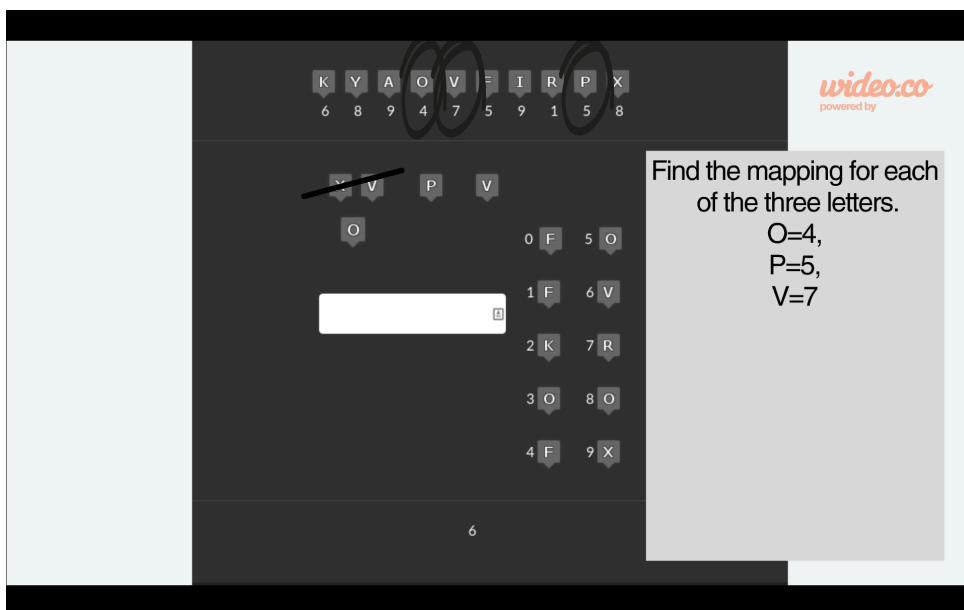 K Y A O V F I R P X
6 8 9 4 7 5 9 1 5 8
wideo.co
powered by
X V P V
O
0 F 5 O
1 F 6 V
2 K 7 R
3 O 8 O
4 F 9 X
6
Find the mapping for each
of the three letters.
O=4,
P=5,
V=7